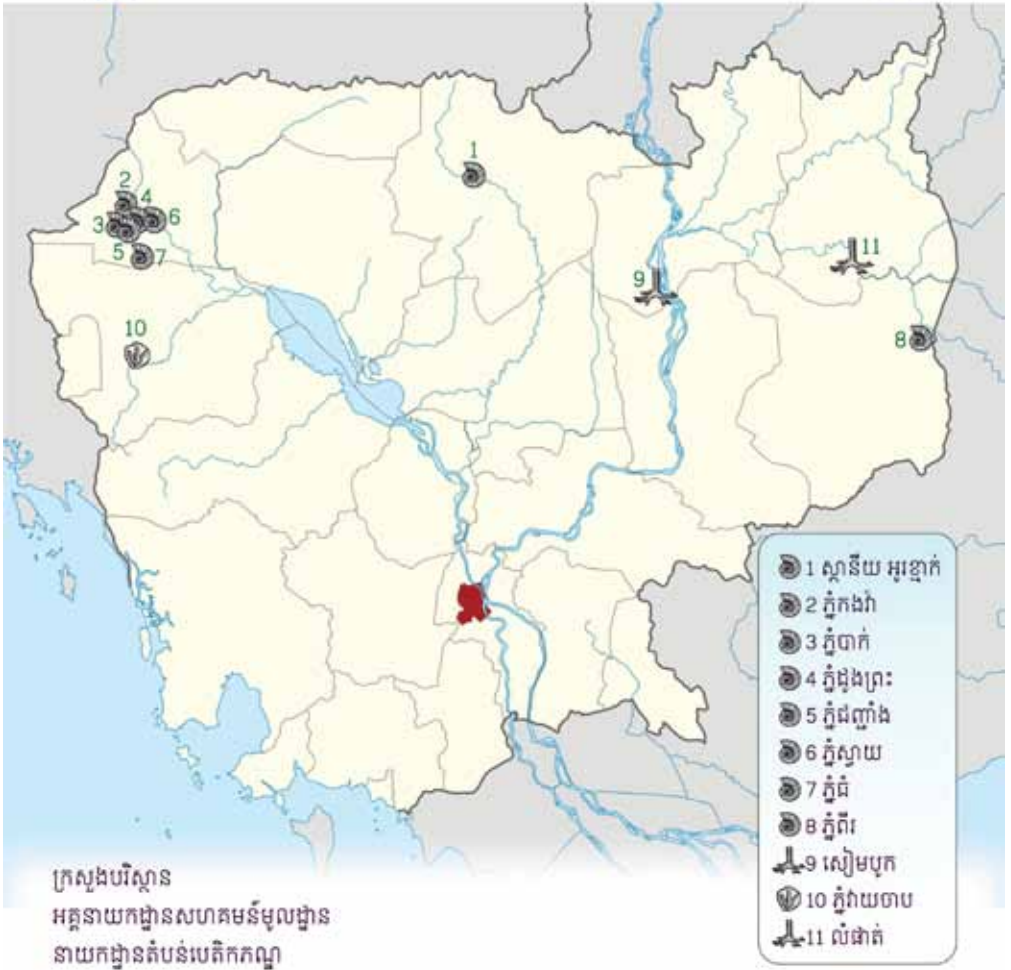 1
2
4
3
6
5
7
9
11
8
10
1 ស្ថានីយ អូរខ្មាក់
2 ភ្នំកងវ៉ា
3 ភ្នំបាក់
4 ភ្នំដូងព្រះ
5 ភ្នំជញ្ជាំង
6 ភ្នំស្វាយ
7 ភ្នំធំ
8 ភ្នំពីរ
9 សៀមបូក
10 ភ្នំវាយចាប
11 លំផាត់
ក្រសួងបរិស្ថាន
អគ្គនាយកដ្ឋានសហគមន៍មូលដ្ឋាន
នាយកដ្ឋានតំបន់បេតិកភណ្ឌ